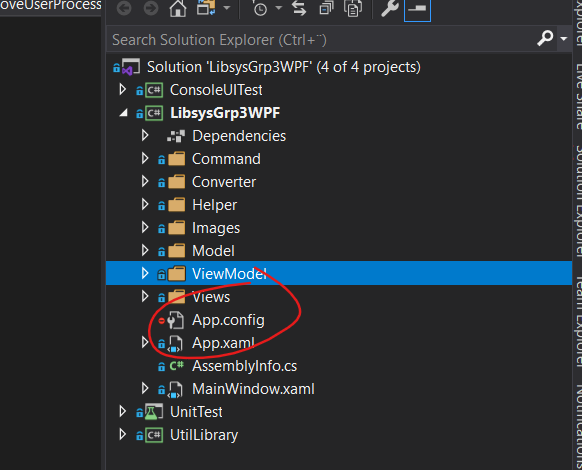 oveUserProcess
Search Solution Explorer (Ctrl+¨)
Solution 'LibsysGrp3WPF' (4 of 4 projects)
C# ConsoleUITest
C# LibsysGrp3WPF
Dependencies
Command
Converter
Helper
Images
Model
ViewModel
Views
App.config
App.xaml
C# AssemblyInfo.cs
MainWindow.xaml
UnitTest
C# UtilLibrary
Explorer
Live Share
Solution Explorer
Team Explorer
Notifications